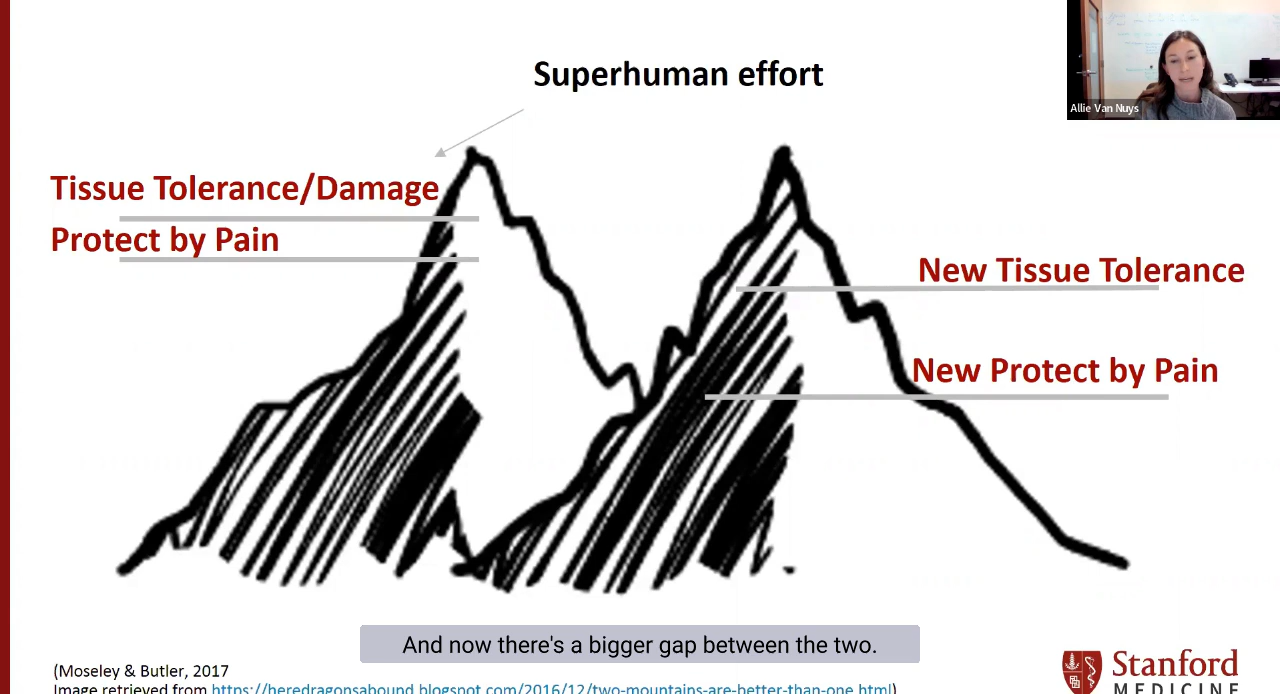 Superhuman effort
Allie Van Nuys
Tissue Tolerance/Damage
Protect by Pain
New Tissue Tolerance
New Protect by Pain
And now there's a bigger gap between the two.
(Moseley & Butler, 2017
Image retrieved from https://heredragonsabound.blogspot.com/2016/12/two-mountains-are-better-than-one.html)
Stanford
MEDICINE